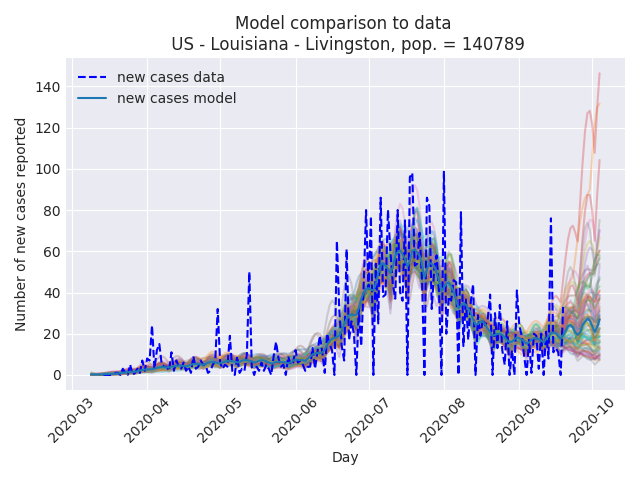 Model comparison to data
US - Louisiana - Livingston, pop. = 140789
new cases data
new cases model
Number of new cases reported
140
120
100
80
60
40
20
0
2020-03
2020-04
2020-05
2020-06
2020-07
2020-08
2020-09
2020-10
Day